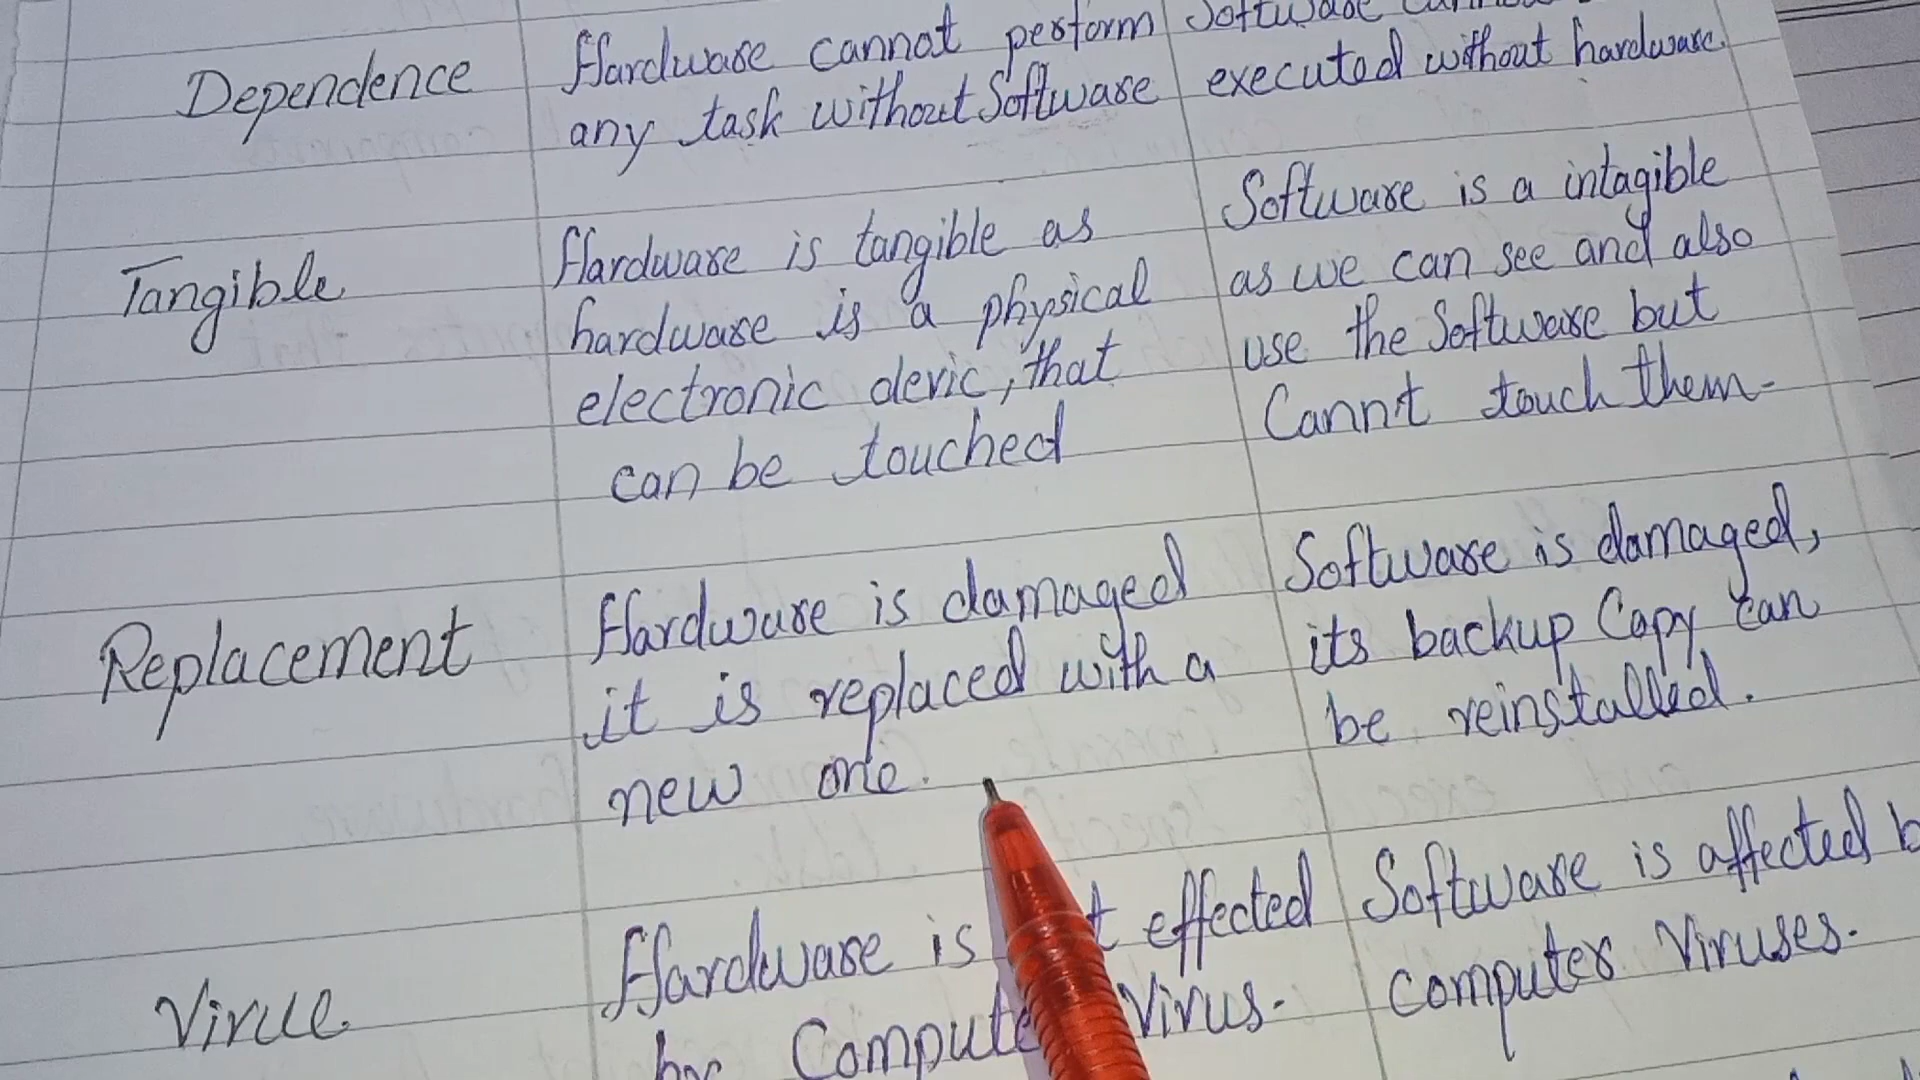 Dependence
Hardware cannot perform
any task without Software
Software
executed without hardware.
Tangible
Hardware is tangible as
hardware is a physical
electronic devic, that
can be touched
Software is a intagible
as we can see and also
use the Software but
Cannt touch them-
Replacement
Hardware is damaged
it is replaced with a
new one.
Software is damaged,
its backup Copy can
be reinstalled.
Virue
Hardware is effected
Virus-
Software is affected
computer Viruses.